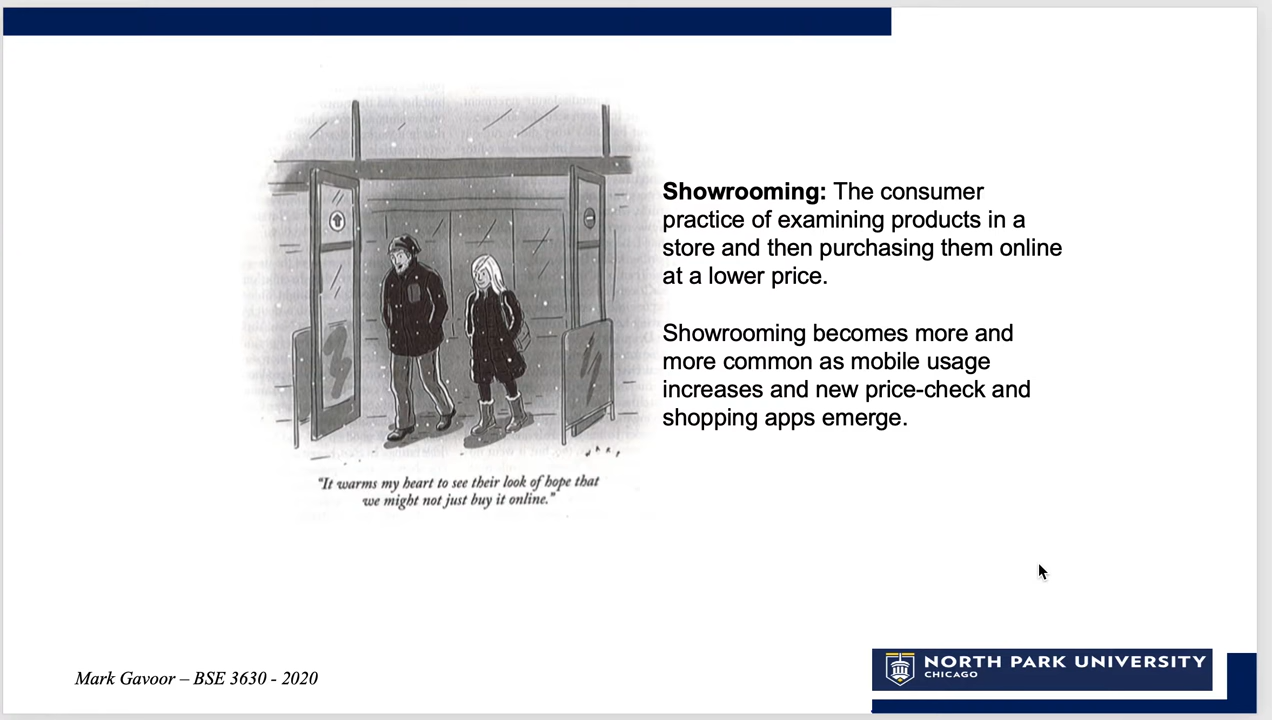 Showrooming: The consumer
practice of examining products in a
store and then purchasing them online
at a lower price.
Showrooming becomes more and
more common as mobile usage
increases and new price-check and
shopping apps emerge.
“It warms my heart to see their look of hope that
we might not just buy it online.”
Mark Gavoor – BSE 3630 - 2020
NORTH PARK UNIVERSITY
CHICAGO